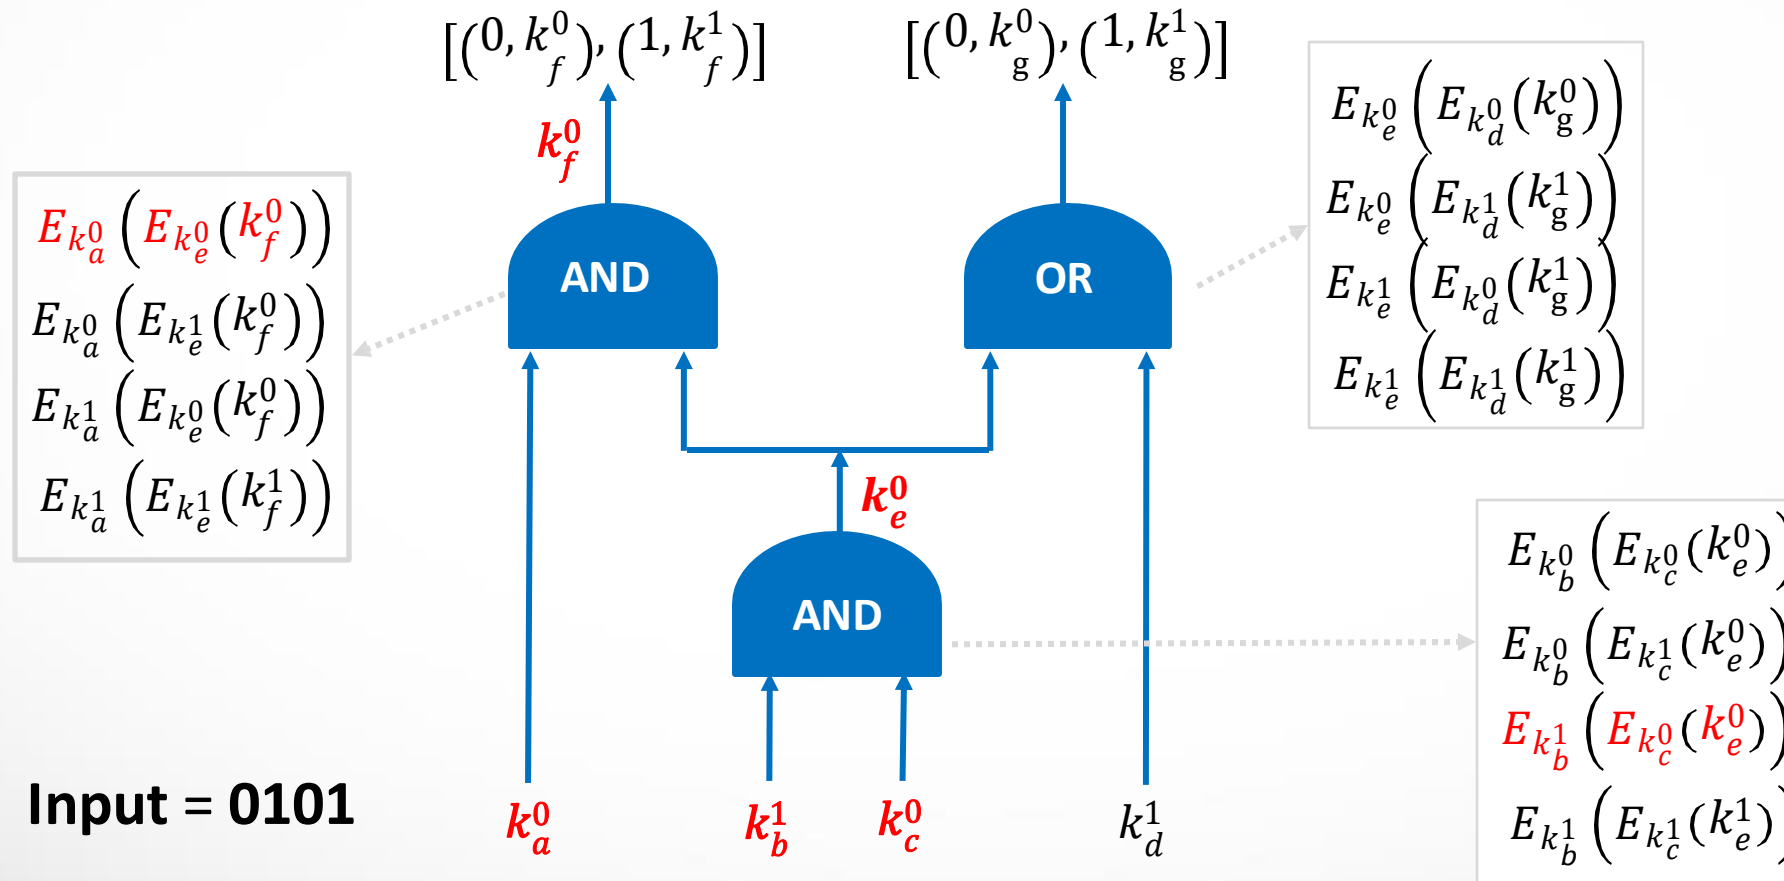 [(0, k_f^0), (1, k_f^1)]
[(0, k_g^0), (1, k_g^1)]
k_f^0
E_{k_a^0}(E_{k_e^0}(k_f^0))
E_{k_a^0}(E_{k_e^1}(k_f^0))
E_{k_a^1}(E_{k_e^0}(k_f^0))
E_{k_a^1}(E_{k_e^1}(k_f^1))
AND
OR
E_{k_e^0}(E_{k_d^0}(k_g^0))
E_{k_e^0}(E_{k_d^1}(k_g^1))
E_{k_e^1}(E_{k_d^0}(k_g^1))
E_{k_e^1}(E_{k_d^1}(k_g^1))
k_e^0
AND
E_{k_b^0}(E_{k_c^0}(k_e^0))
E_{k_b^0}(E_{k_c^1}(k_e^0))
E_{k_b^1}(E_{k_c^0}(k_e^0))
E_{k_b^1}(E_{k_c^1}(k_e^1))
Input = 0101
k_a^0
k_b^1
k_c^0
k_d^1